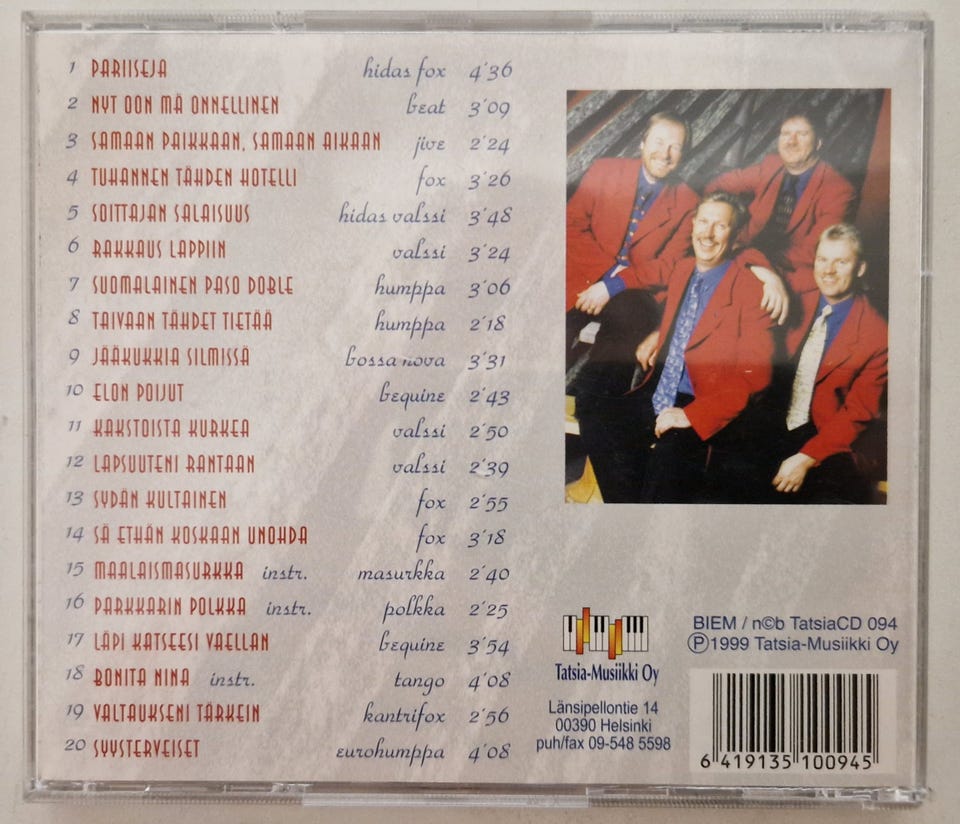 1 PARIISEJA hidas fox 4'36
2 NYT OON MÄ ONNELLINEN beat 3'09
3 SAMAAN PAIKKAAN, SAMAAN AIKAAN jive 2'24
4 TUHANNEN TÄHDEN HOTELLI fox 3'26
5 SOITTAJAN SALAISUUS hidas valssi 3'48
6 RAKKAUS LAPPIIN valssi 3'24
7 SUOMALAINEN PASO DOBLE humppa 3'06
8 TAIVAAN TÄHDET TIETÄÄ humppa 2'18
9 JÄÄKUKKIA SILMISSÄ bossa nova 3'31
10 ELON POIJUT bequine 2'43
11 KAKSTOISTA KURKEA valssi 2'50
12 LAPSUUTENI RANTAAN valssi 2'39
13 SYDÄN KULTAINEN fox 2'55
14 SÄ ETHÄN KOSKAAN UNOHDA fox 3'18
15 MAALAISMASURKKA instr. masurkka 2'40
16 PARKKARIN POLKKA instr. polkka 2'25
17 LÄPI KATSEESI VAELLAN bequine 3'54
18 BONITA NINA instr. tango 4'08
19 VALTAUKSENI TÄRKEIN kantrifox 2'56
20 SYYSTERVEISET eurohumppa 4'08
Tatsia-Musiikki Oy
Länsipellontie 14
00390 Helsinki
puh/fax 09-548 5598
BIEM / n©b TatsiaCD 094
Ⓟ1999 Tatsia-Musiikki Oy
6 419135 100945